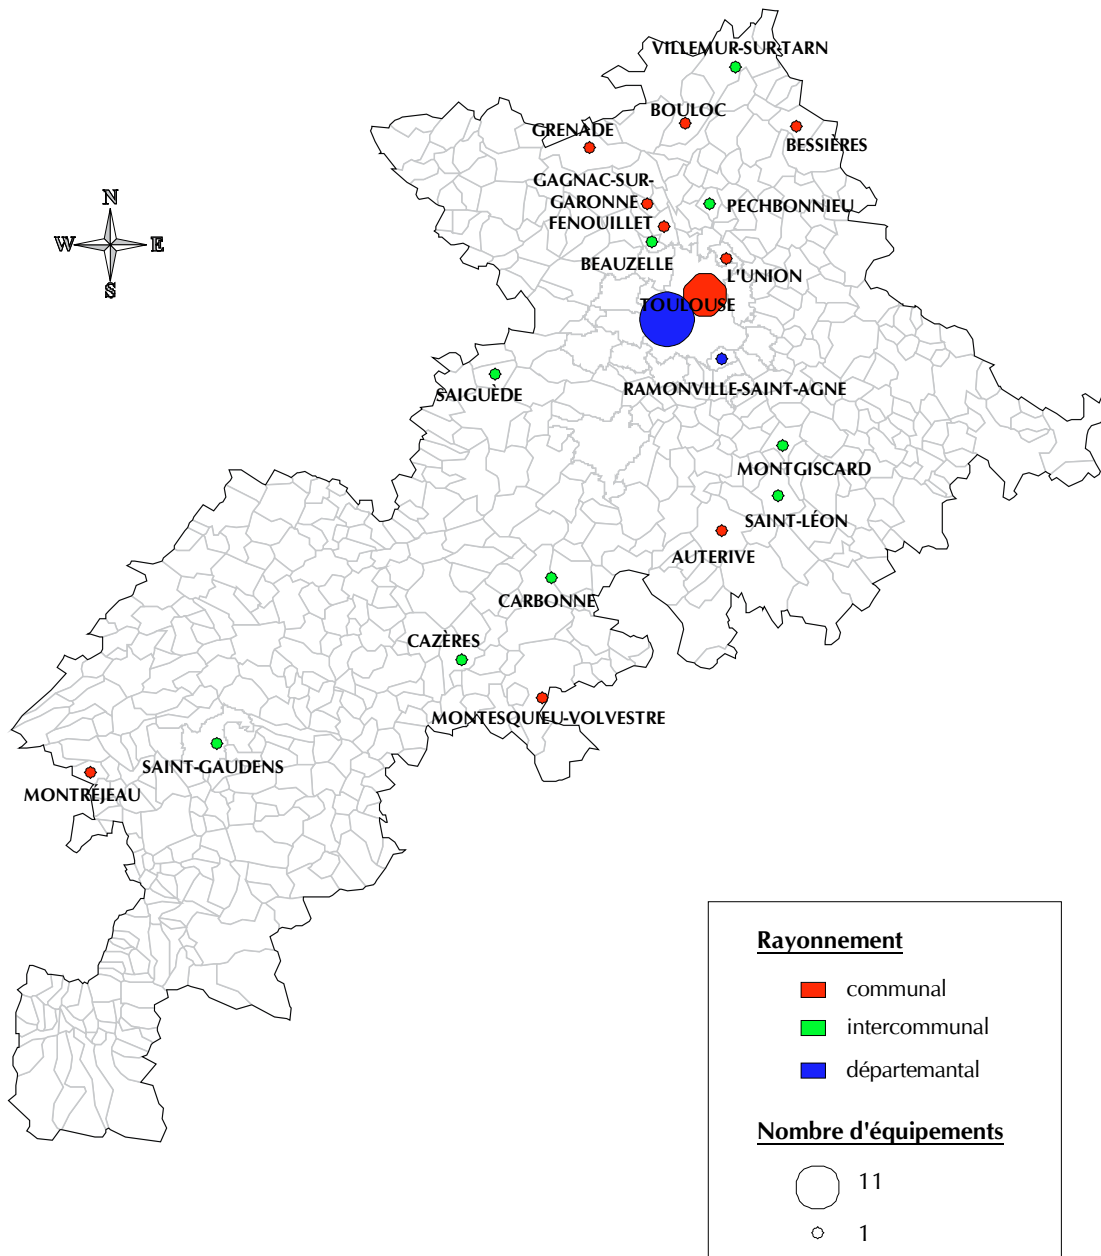 VILLEMUR-SUR-TARN
BOULOC
GRENADE
BESSIÈRES
GAGNAC-SUR-
GARONNE
PECHBONNIEU
FENOUILLET
BEAUZELLE
L'UNION
TOULOUSE
RAMONVILLE-SAINT-AGNE
SAIGUÈDE
MONTGISCARD
SAINT-LÉON
AUTERIVE
CARBONNE
CAZÈRES
MONTESQUIEU-VOLVESTRE
SAINT-GAUDENS
MONTREJEAU
N
W
E
S
Rayonnement
communal
intercommunal
départemantal
Nombre d'équipements
11
1